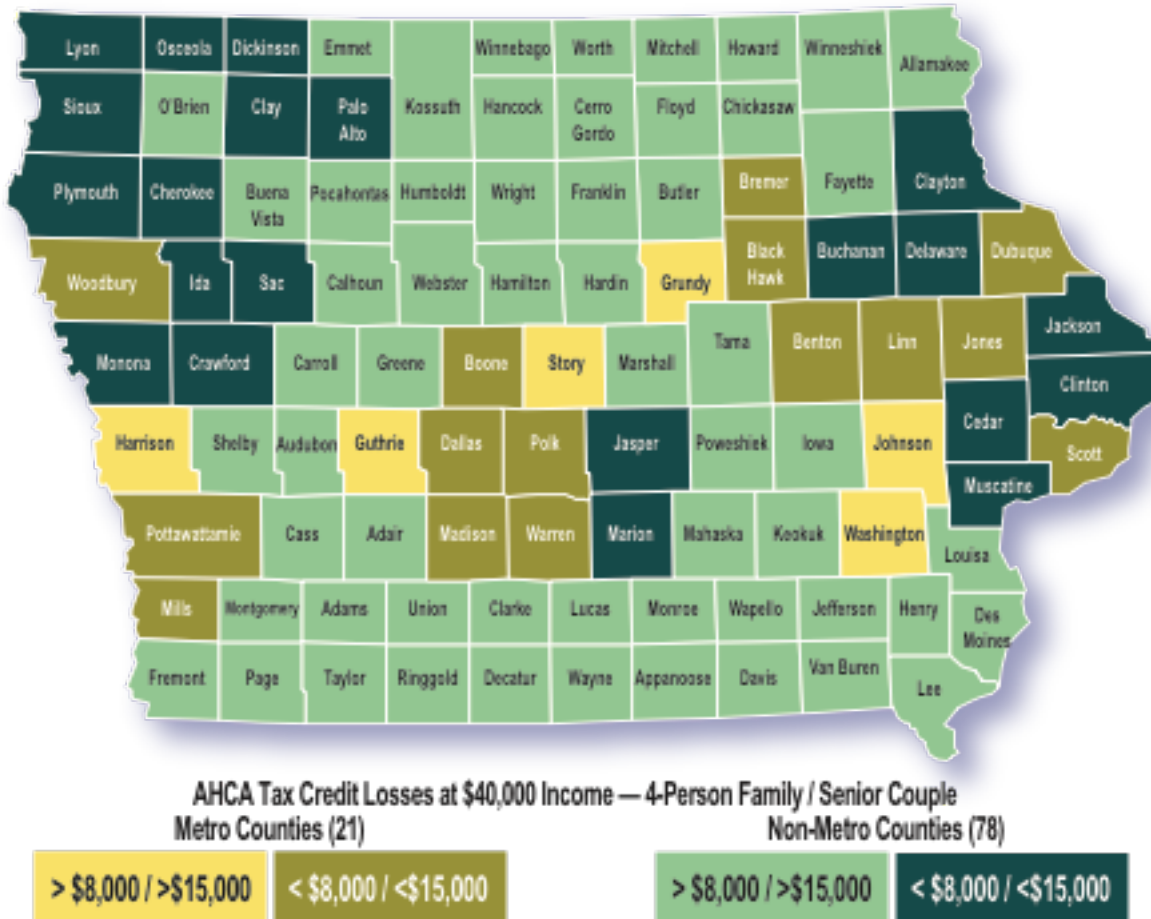 Lyon Osceola Dickinson Emmet Winnebago Worth Mitchell Howard Winneshiek
Allamakee
Sioux O'Brien Clay Palo Alto Kossuth Hancock Cerro Gordo Floyd Chickasaw
Plymouth Cherokee Buena Vista Pocahontas Humboldt Wright Franklin Butler Bremer Fayette Clayton
Woodbury Ida Sac Calhoun Webster Hamilton Hardin Grundy Black Hawk Buchanan Delaware Dubuque
Monona Crawford Carroll Greene Boone Story Marshall Tama Benton Linn Jones Jackson
Clinton
Harrison Shelby Audubon Guthrie Dallas Polk Jasper Poweshiek Iowa Johnson Cedar Scott
Muscatine
Pottawattamie Cass Adair Madison Warren Marion Mahaska Keokuk Washington Louisa
Mills Montgomery Adams Union Clarke Lucas Monroe Wapello Jefferson Henry Des Moines
Fremont Page Taylor Ringgold Decatur Wayne Appanoose Davis Van Buren Lee
AHCA Tax Credit Losses at $40,000 Income — 4-Person Family / Senior Couple
Metro Counties (21) Non-Metro Counties (78)
> $8,000 / >$15,000 < $8,000 / <$15,000 > $8,000 / >$15,000 < $8,000 / <$15,000